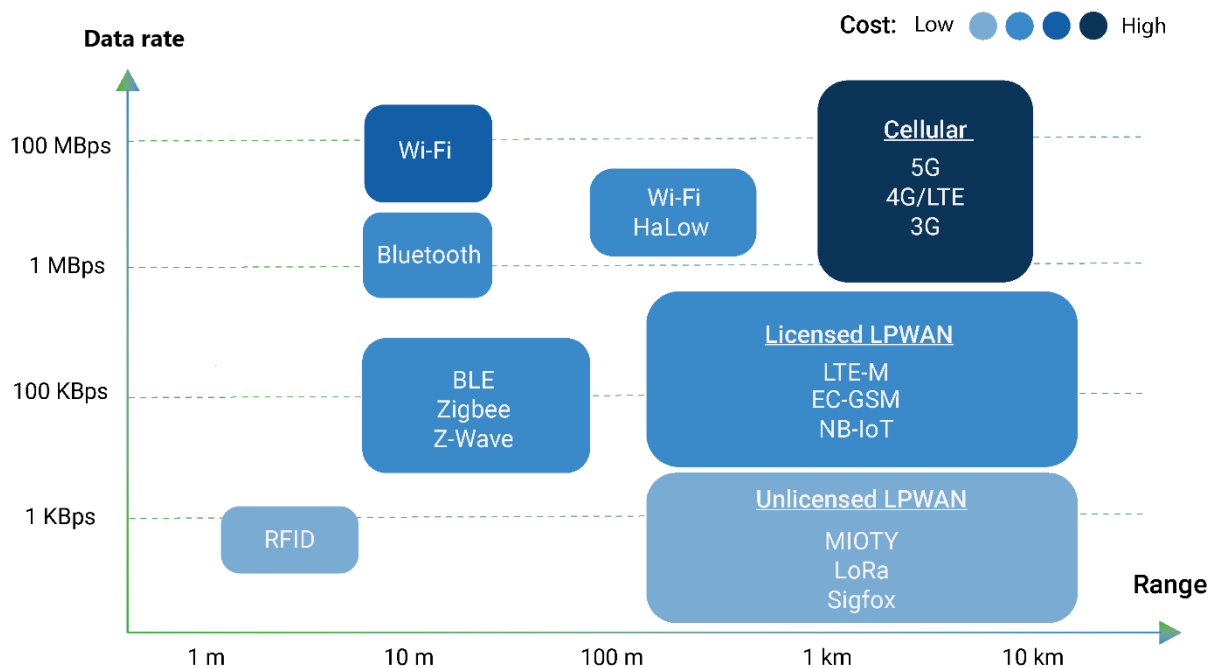 Cost: Low High
Data rate
100 MBps
1 MBps
100 KBps
1 KBps
Wi-Fi
Bluetooth
Wi-Fi
HaLow
Cellular
5G
4G/LTE
3G
BLE
Zigbee
Z-Wave
Licensed LPWAN
LTE-M
EC-GSM
NB-IoT
RFID
Unlicensed LPWAN
MIOTY
LoRa
Sigfox
Range
1 m 10 m 100 m 1 km 10 km